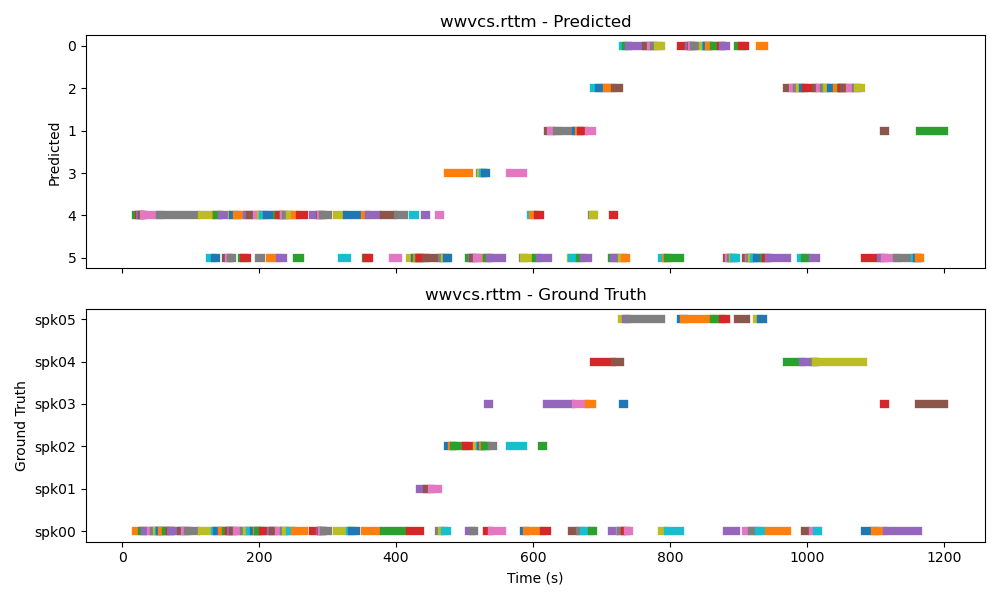 wwvcs.rttm - Predicted
0
2
1
3
4
5
Predicted
wwvcs.rttm - Ground Truth
spk05
spk04
spk03
spk02
spk01
spk00
Ground Truth
0 200 400 600 800 1000 1200
Time (s)